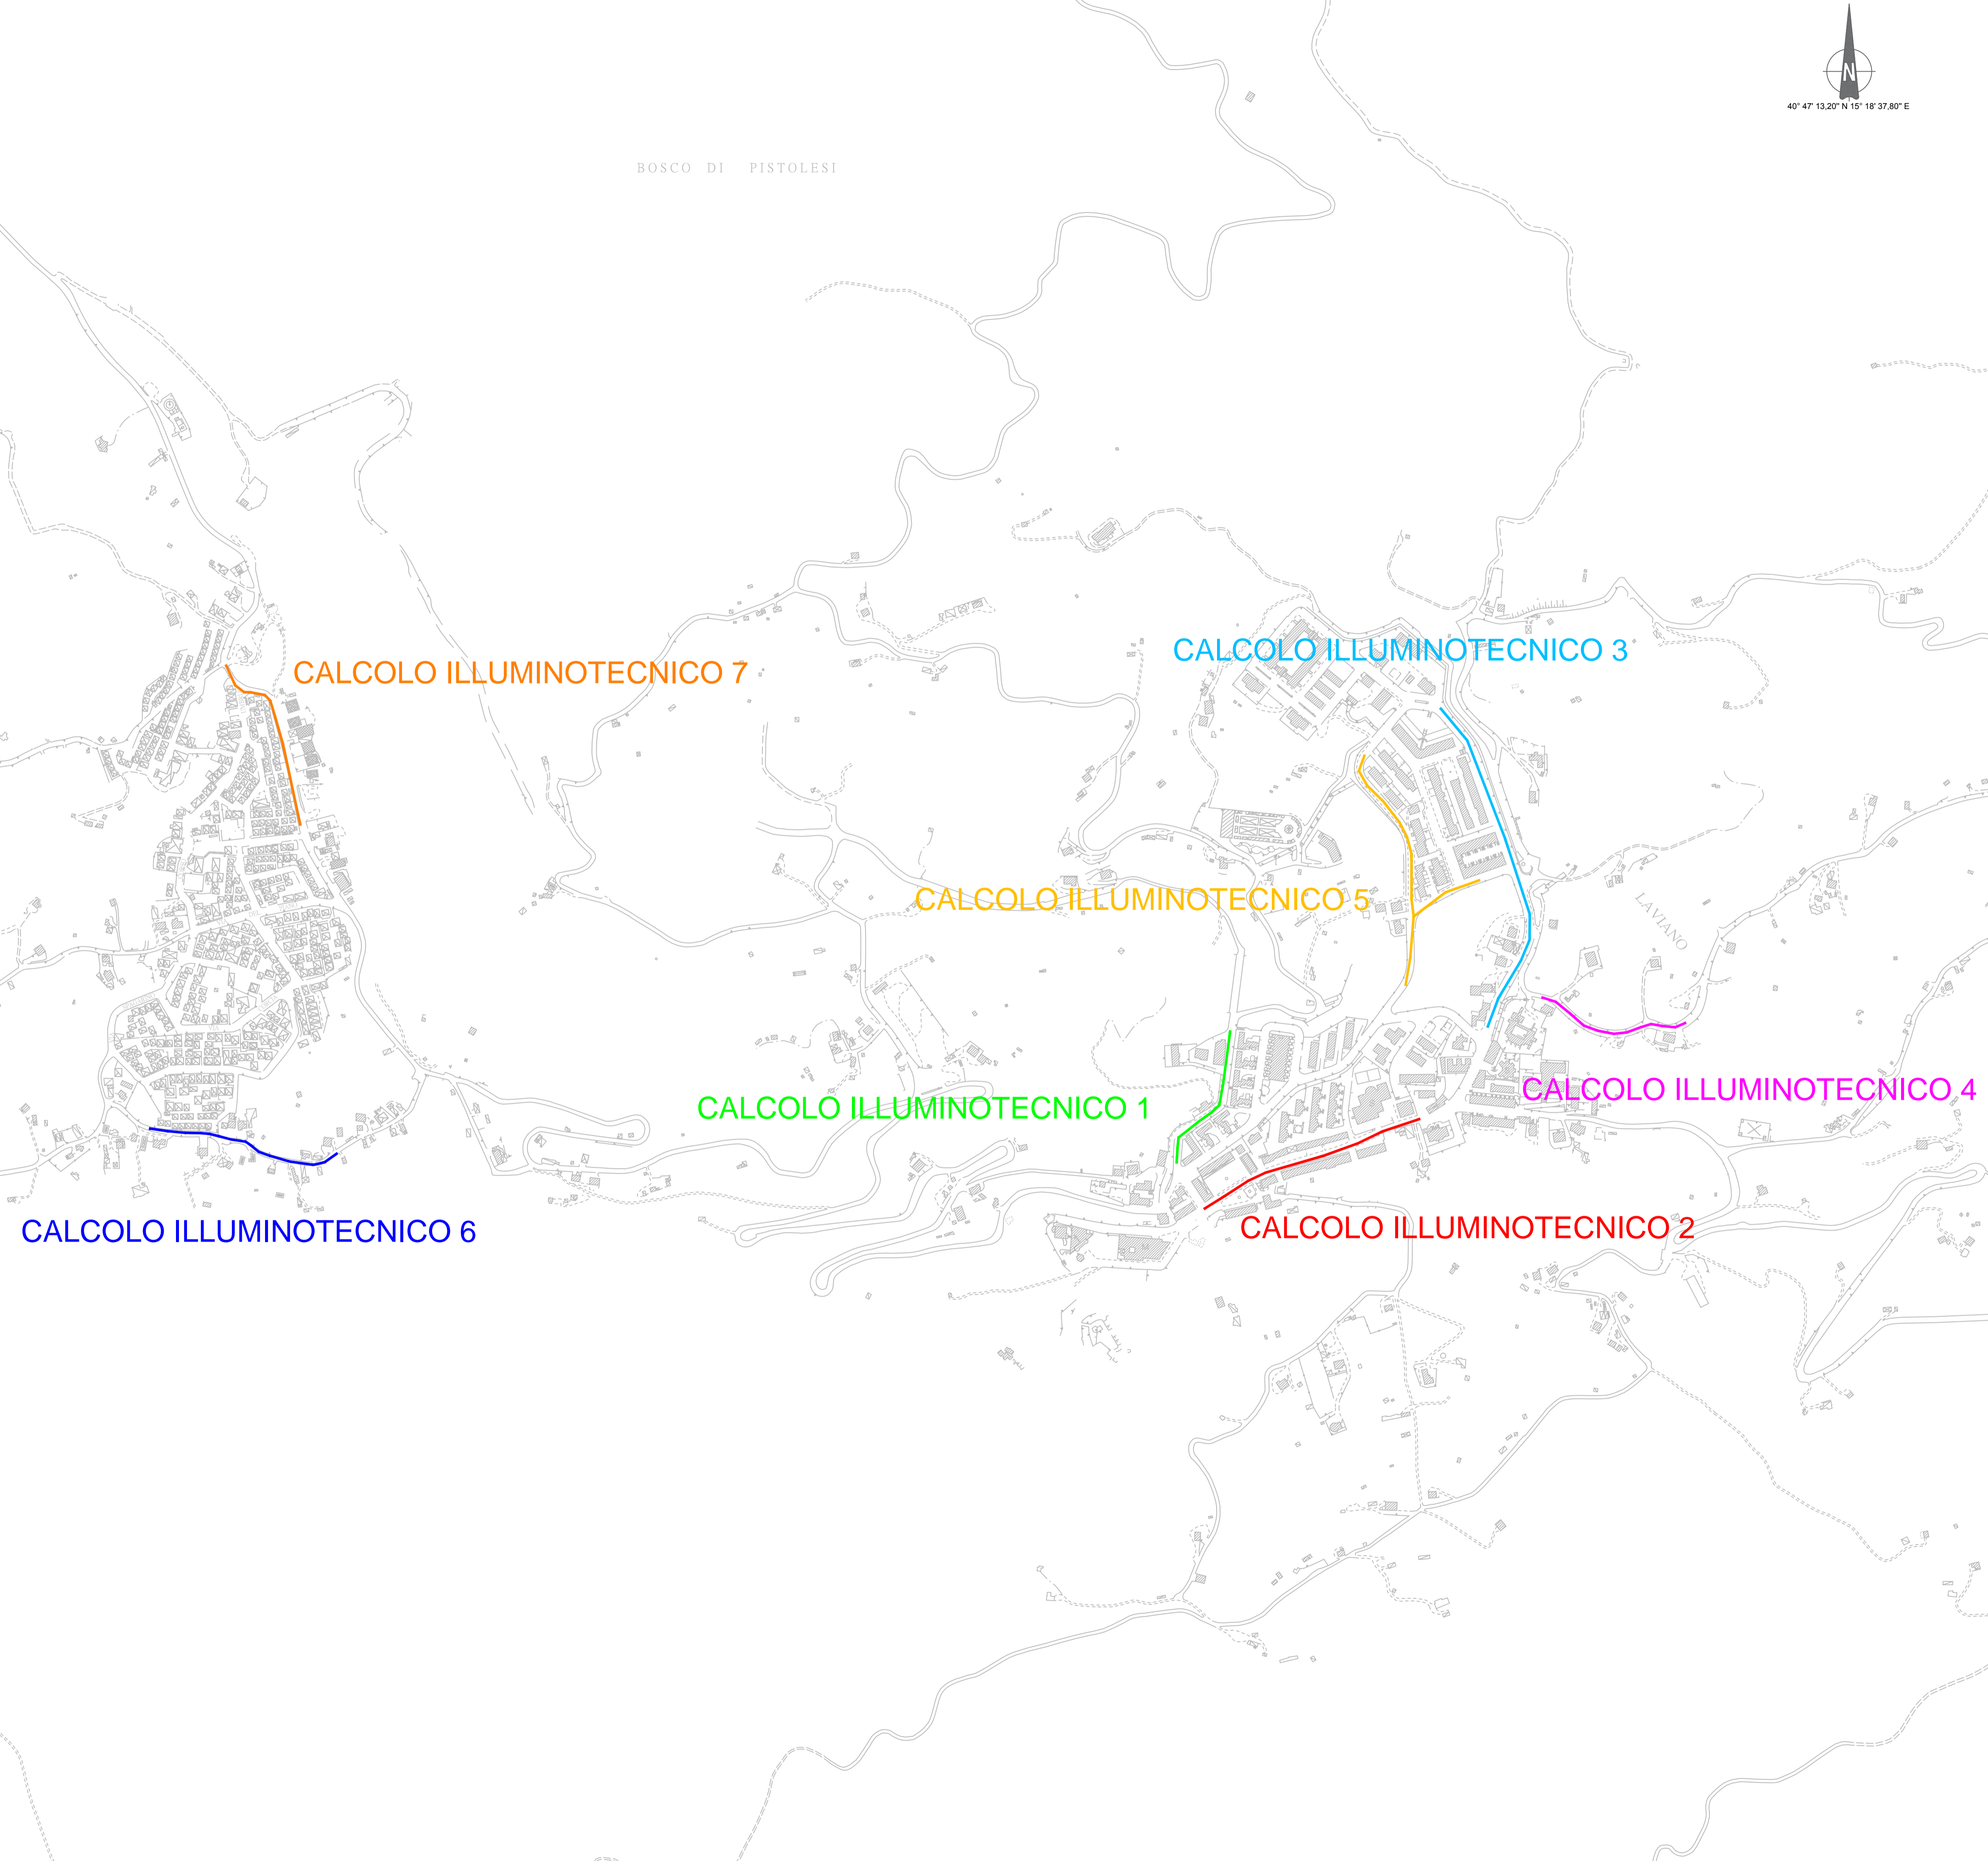 N
40° 47' 13,20" N 15° 18' 37,80" E
BOSCO DI PISTOLESI
CALCOLO ILLUMINOTECNICO 3
CALCOLO ILLUMINOTECNICO 7
CALCOLO ILLUMINOTECNICO 5
LAVIANO
CALCOLO ILLUMINOTECNICO 4
CALCOLO ILLUMINOTECNICO 1
CALCOLO ILLUMINOTECNICO 2
CALCOLO ILLUMINOTECNICO 6